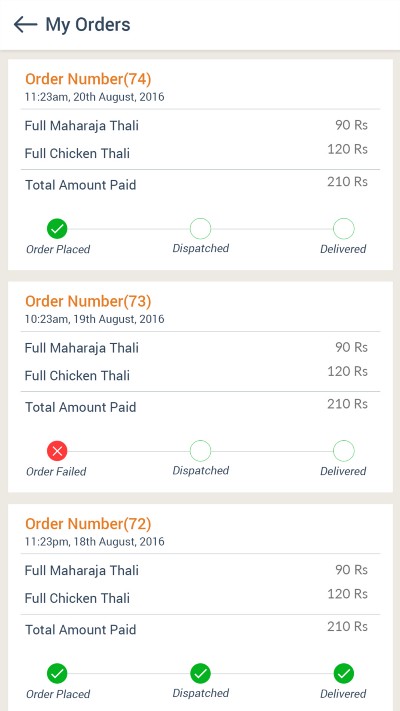 My Orders
Order Number(74)
11:23am, 20th August, 2016
Full Maharaja Thali 90 Rs
Full Chicken Thali 120 Rs
Total Amount Paid 210 Rs
Order Placed Dispatched Delivered
Order Number(73)
10:23am, 19th August, 2016
Full Maharaja Thali 90 Rs
Full Chicken Thali 120 Rs
Total Amount Paid 210 Rs
Order Failed Dispatched Delivered
Order Number(72)
11:23pm, 18th August, 2016
Full Maharaja Thali 90 Rs
Full Chicken Thali 120 Rs
Total Amount Paid 210 Rs
Order Placed Dispatched Delivered